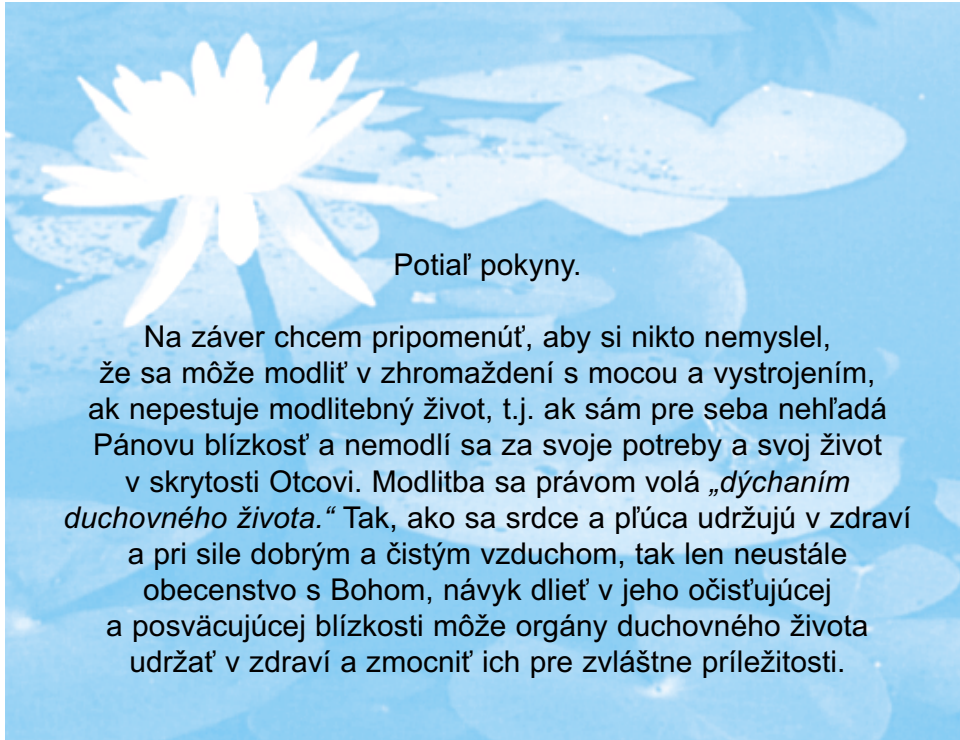 Potiaľ pokyny.
Na záver chcem pripomenúť, aby si nikto nemyslel,
že sa môže modliť v zhromaždení s mocou a vystrojením,
ak nepestuje modlitebný život, t.j. ak sám pre seba nehľadá
Pánovu blízkosť a nemodlí sa za svoje potreby a svoj život
v skrytosti Otcovi. Modlitba sa právom volá „dýchaním
duchovného života.“ Tak, ako sa srdce a pľúca udržujú v zdraví
a pri sile dobrým a čistým vzduchom, tak len neustále
obecenstvo s Bohom, návyk dlieť v jeho očisťujúcej
a posväcujúcej blízkosti môže orgány duchovného života
udržať v zdraví a zmocniť ich pre zvláštne príležitosti.